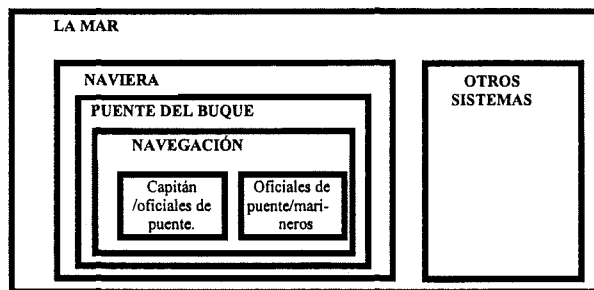 LA MAR
NAVIERA
PUENTE DEL BUQUE
NAVEGACIÓN
Capitán
/oficiales de
puente.
Oficiales de
puente/mari-
neros
OTROS
SISTEMAS